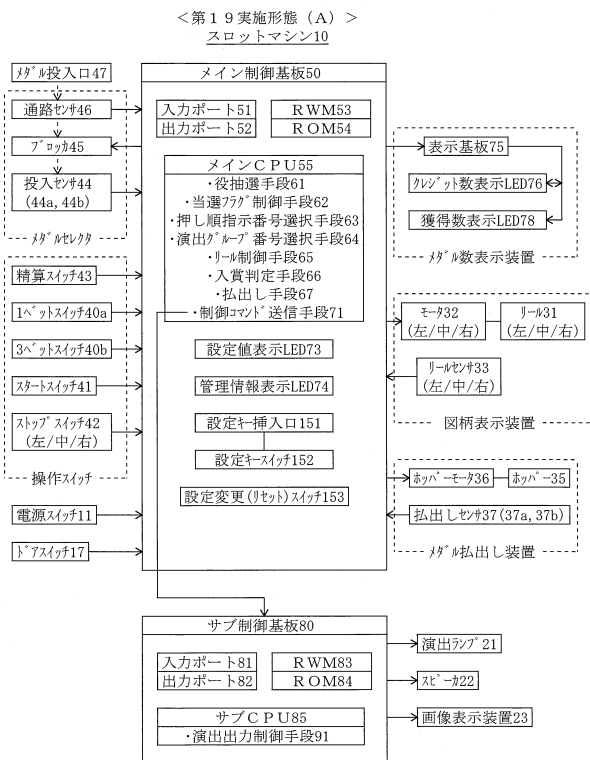 ＜第１９実施形態（Ａ）＞
スロットマシン10
メダル投入口47
通路センサ46
ブロッカ45
投入センサ44
(44a, 44b)
メダルセレクタ
精算スイッチ43
1ベットスイッチ40a
3ベットスイッチ40b
スタートスイッチ41
ストップスイッチ42
(左/中/右)
操作スイッチ
電源スイッチ11
ドアスイッチ17
メイン制御基板50
入力ポート51
出力ポート52
ＲＷＭ53
ＲＯＭ54
メインＣＰＵ55
・役抽選手段61
・当選フラグ制御手段62
・押し順指示番号選択手段63
・演出グループ番号選択手段64
・リール制御手段65
・入賞判定手段66
・払出し手段67
・制御コマンド送信手段71
設定値表示LED73
管理情報表示LED74
設定キー挿入口151
設定キースイッチ152
設定変更(リセット)スイッチ153
表示基板75
クレジット数表示LED76
獲得数表示LED78
メダル数表示装置
モータ32
(左/中/右)
リール31
(左/中/右)
リールセンサ33
(左/中/右)
図柄表示装置
ホッパーモータ36
ホッパー35
払出しセンサ37(37a, 37b)
メダル払出し装置
サブ制御基板80
入力ポート81
出力ポート82
ＲＷＭ83
ＲＯＭ84
サブＣＰＵ85
・演出出力制御手段91
演出ランプ21
スピーカ22
画像表示装置23